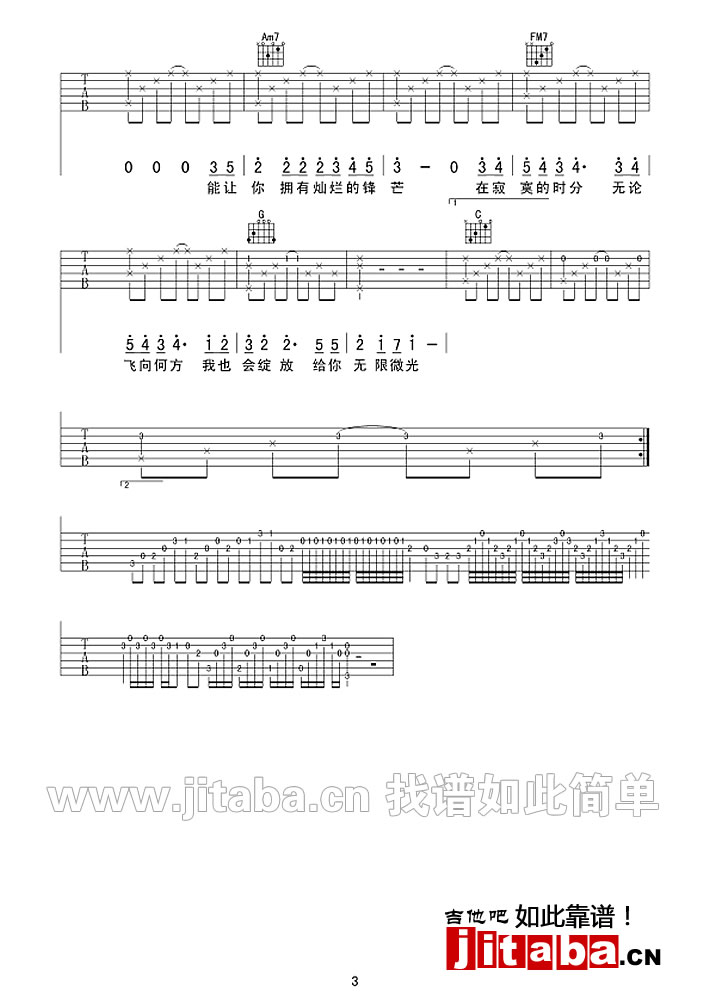 Am7 FM7
T A B
0 0 0 3 5 | 2 2 2 2 3 4 5 | 3 — 0 3 4 | 5 4 3 4 · 3 4 |
能让 你 拥有灿烂的锋 芒 在寂 寞的时分 无论
1
G C
T A B
5 4 3 4 · 1 2 | 3 2 2 · 5 5 | 2 1 7 1 — |
飞向何方 我也 会绽 放 给你 无限微光
T A B
3 3 3 3
2
T A B
T A B
www.jitaba.cn 找谱如此简单
吉他吧 如此靠谱！
jitaba.CN
3